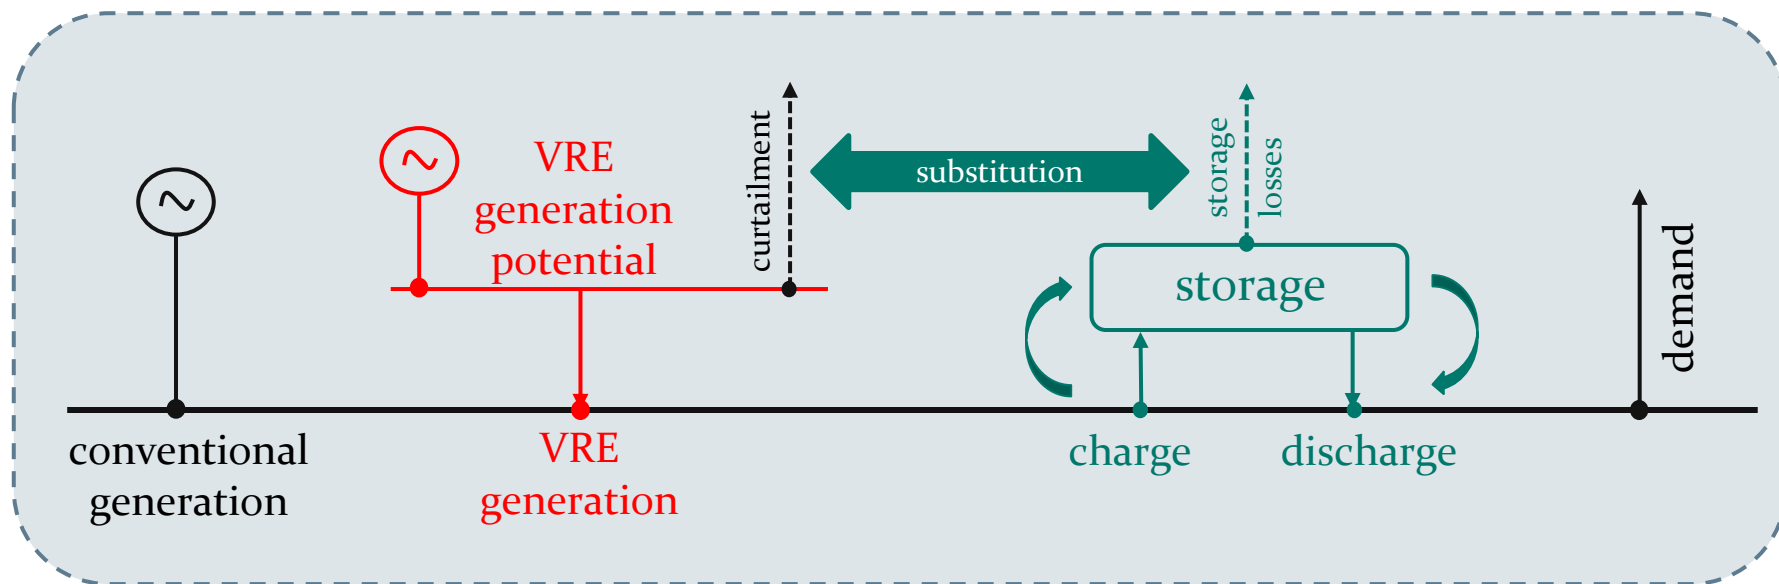 VRE
generation
potential
curtailment
substitution
storage
losses
storage
demand
conventional
generation
VRE
generation
charge
discharge